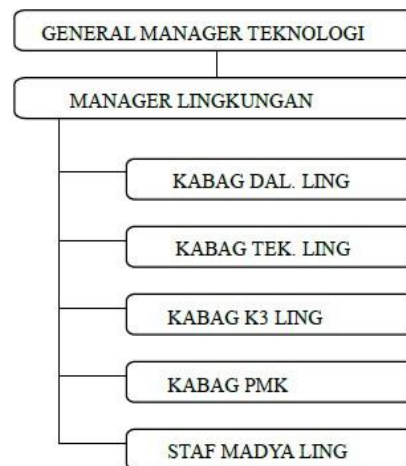 GENERAL MANAGER TEKNOLOGI
MANAGER LINGKUNGAN
KABAG DAL. LING
KABAG TEK. LING
KABAG K3 LING
KABAG PMK
STAF MADYA LING